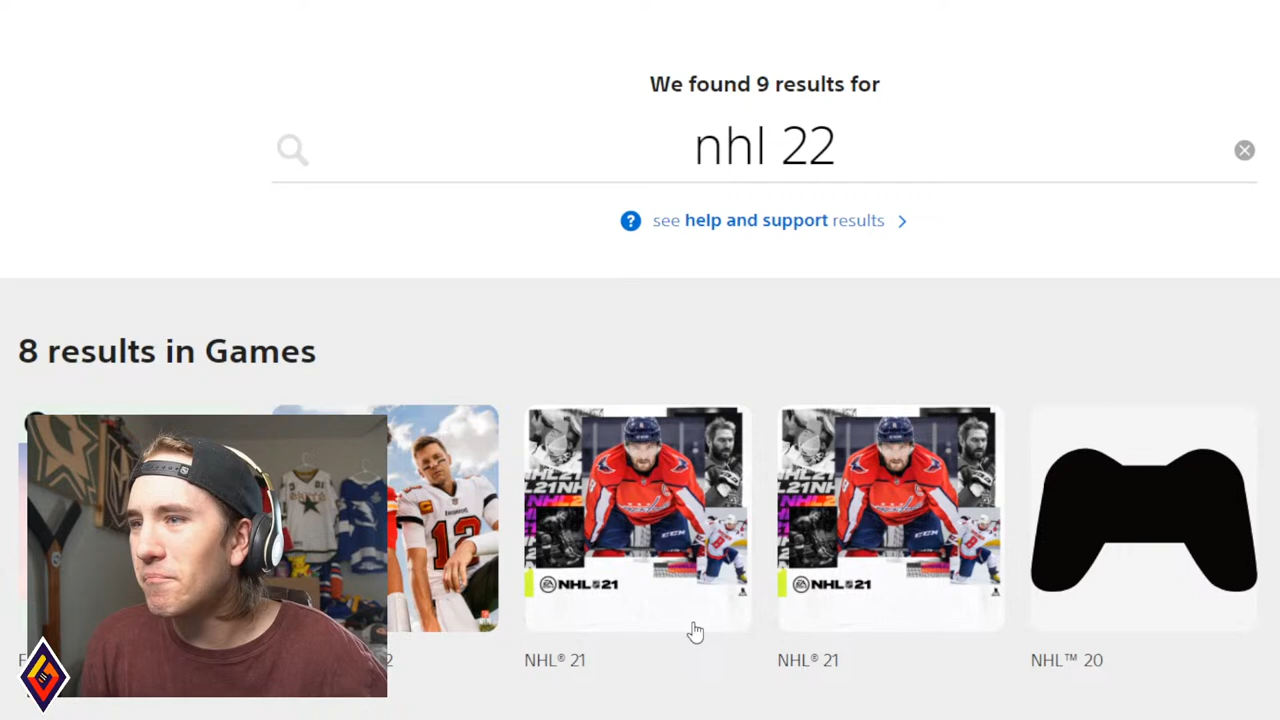 We found 9 results for
nhl 22
see help and support results
8 results in Games
12
NHL 21
NHL 21
NHL® 21
NHL® 21
NHL™ 20